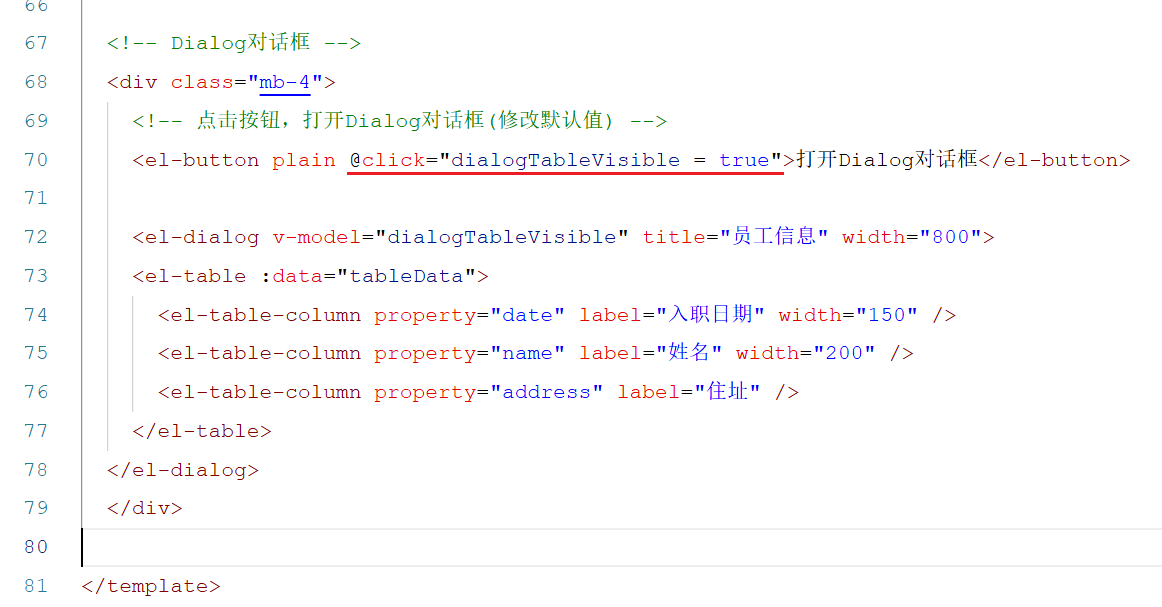 66
67 <!-- Dialog对话框 -->
68 <div class="mb-4">
69 <!-- 点击按钮，打开Dialog对话框(修改默认值) -->
70 <el-button plain @click="dialogTableVisible = true">打开Dialog对话框</el-button>
71
72 <el-dialog v-model="dialogTableVisible" title="员工信息" width="800">
73 <el-table :data="tableData">
74 <el-table-column property="date" label="入职日期" width="150" />
75 <el-table-column property="name" label="姓名" width="200" />
76 <el-table-column property="address" label="住址" />
77 </el-table>
78 </el-dialog>
79 </div>
80
81 </template>